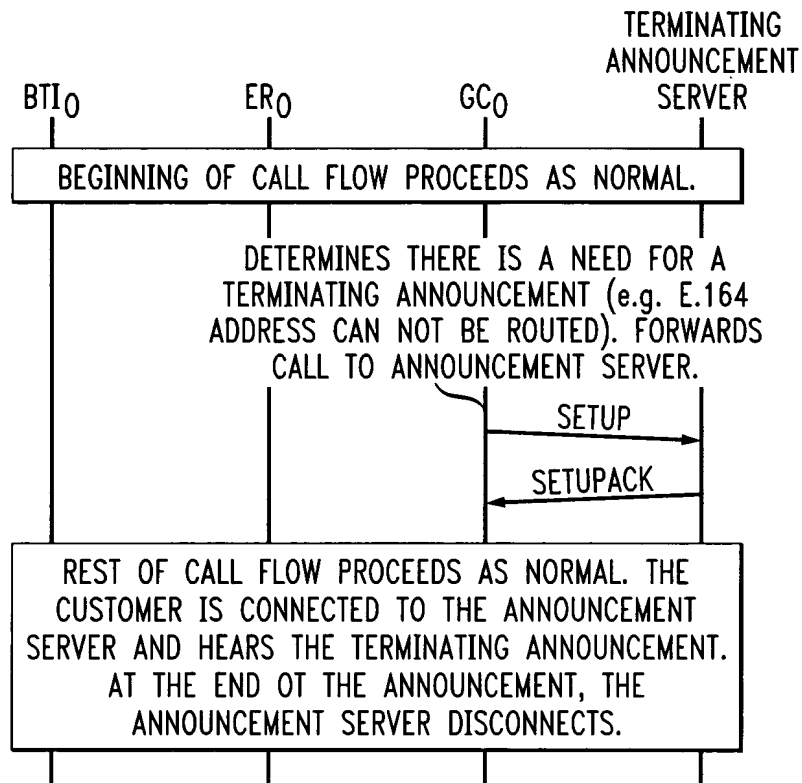 TERMINATING
ANNOUNCEMENT
SERVER
BTI0
ER0
GC0
BEGINNING OF CALL FLOW PROCEEDS AS NORMAL.
DETERMINES THERE IS A NEED FOR A
TERMINATING ANNOUNCEMENT (e.g. E.164
ADDRESS CAN NOT BE ROUTED). FORWARDS
CALL TO ANNOUNCEMENT SERVER.
SETUP
SETUPACK
REST OF CALL FLOW PROCEEDS AS NORMAL. THE
CUSTOMER IS CONNECTED TO THE ANNOUNCEMENT
SERVER AND HEARS THE TERMINATING ANNOUNCEMENT.
AT THE END OT THE ANNOUNCEMENT, THE
ANNOUNCEMENT SERVER DISCONNECTS.